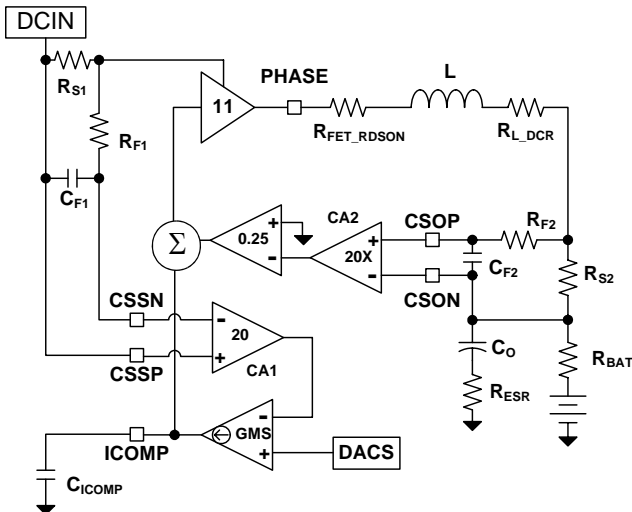 DCIN
R_S1
PHASE
L
11
R_FET_RDSON
R_L_DCR
R_F1
C_F1
CA2
CSOP
R_F2
Σ
+
0.25
-
+
20X
-
C_F2
R_S2
CSON
CSSN
-
20
+
CA1
CSSP
C_O
R_BAT
R_ESR
ICOMP
-
GMS
+
DACS
C_ICOMP